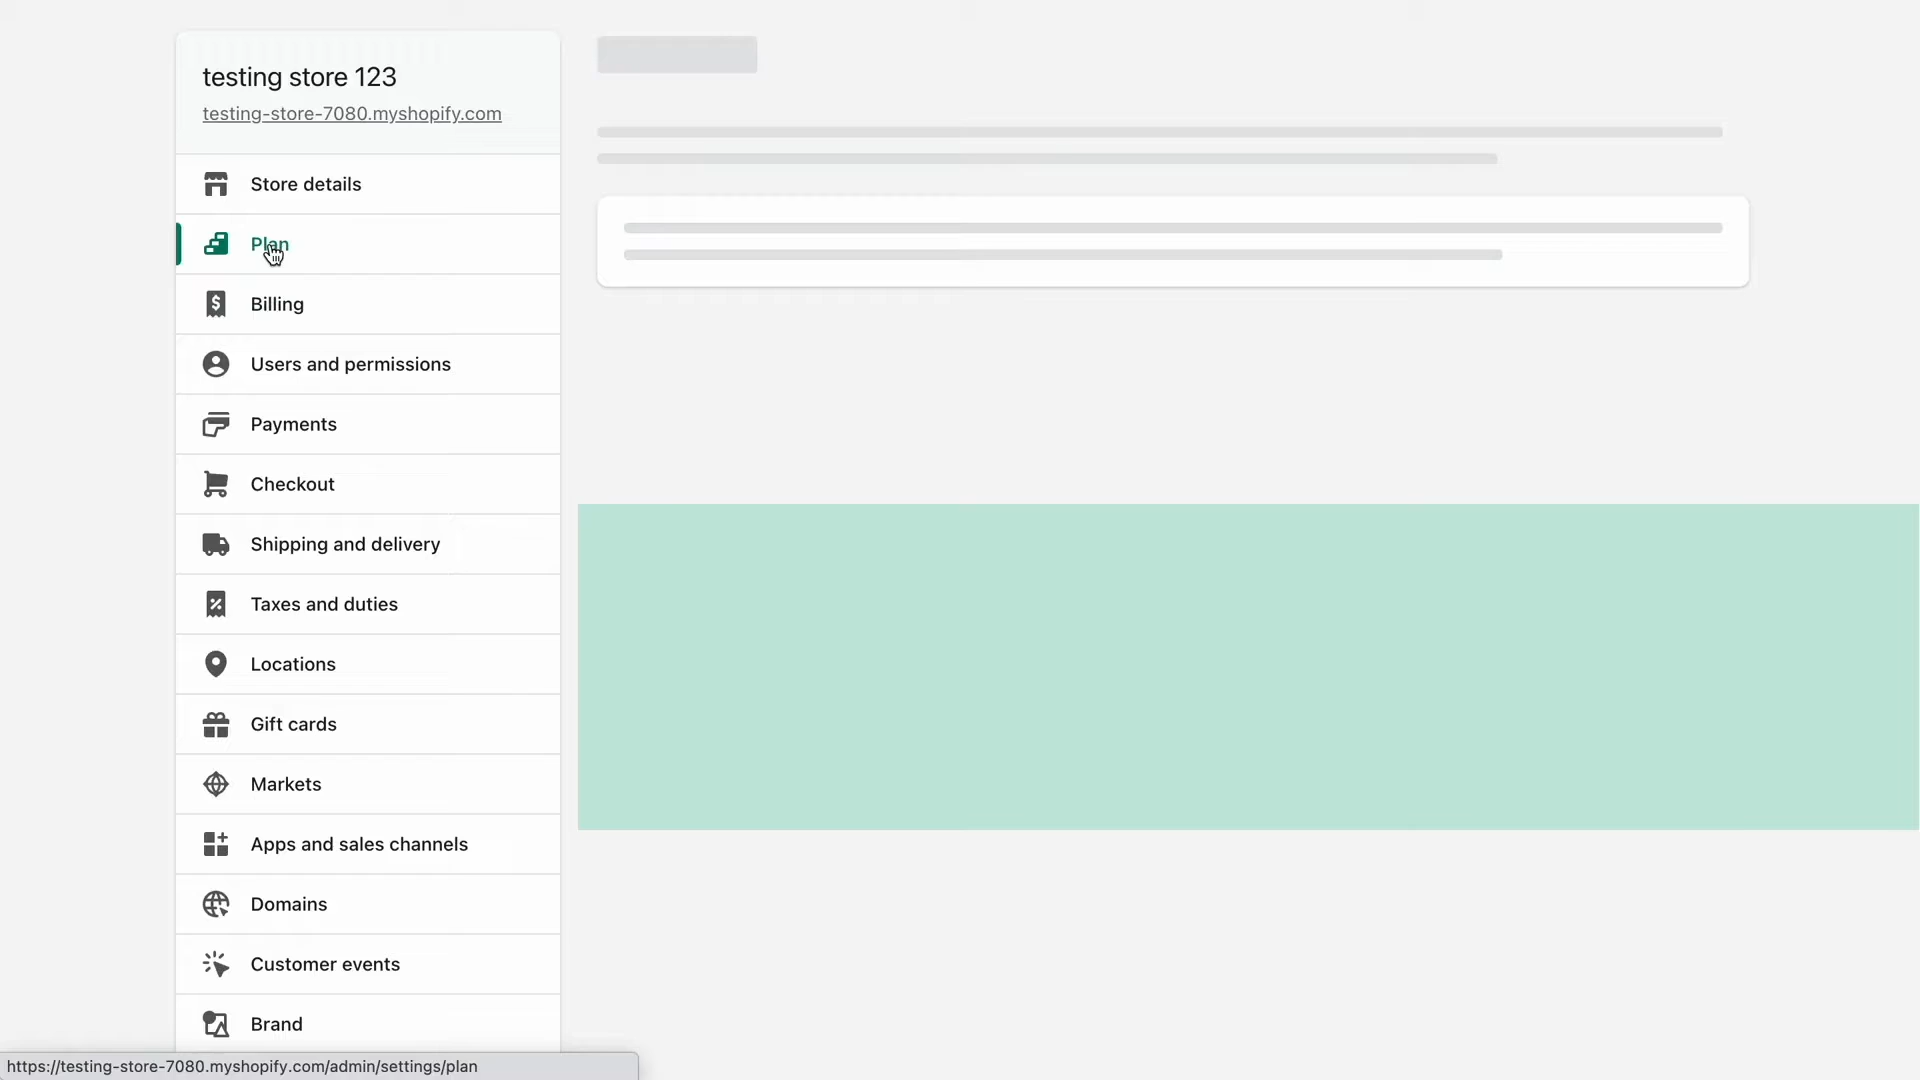 testing store 123
testing-store-7080.myshopify.com
Store details
Plan
Billing
Users and permissions
Payments
Checkout
Shipping and delivery
Taxes and duties
Locations
Gift cards
Markets
Apps and sales channels
Domains
Customer events
Brand
https://testing-store-7080.myshopify.com/admin/settings/plan